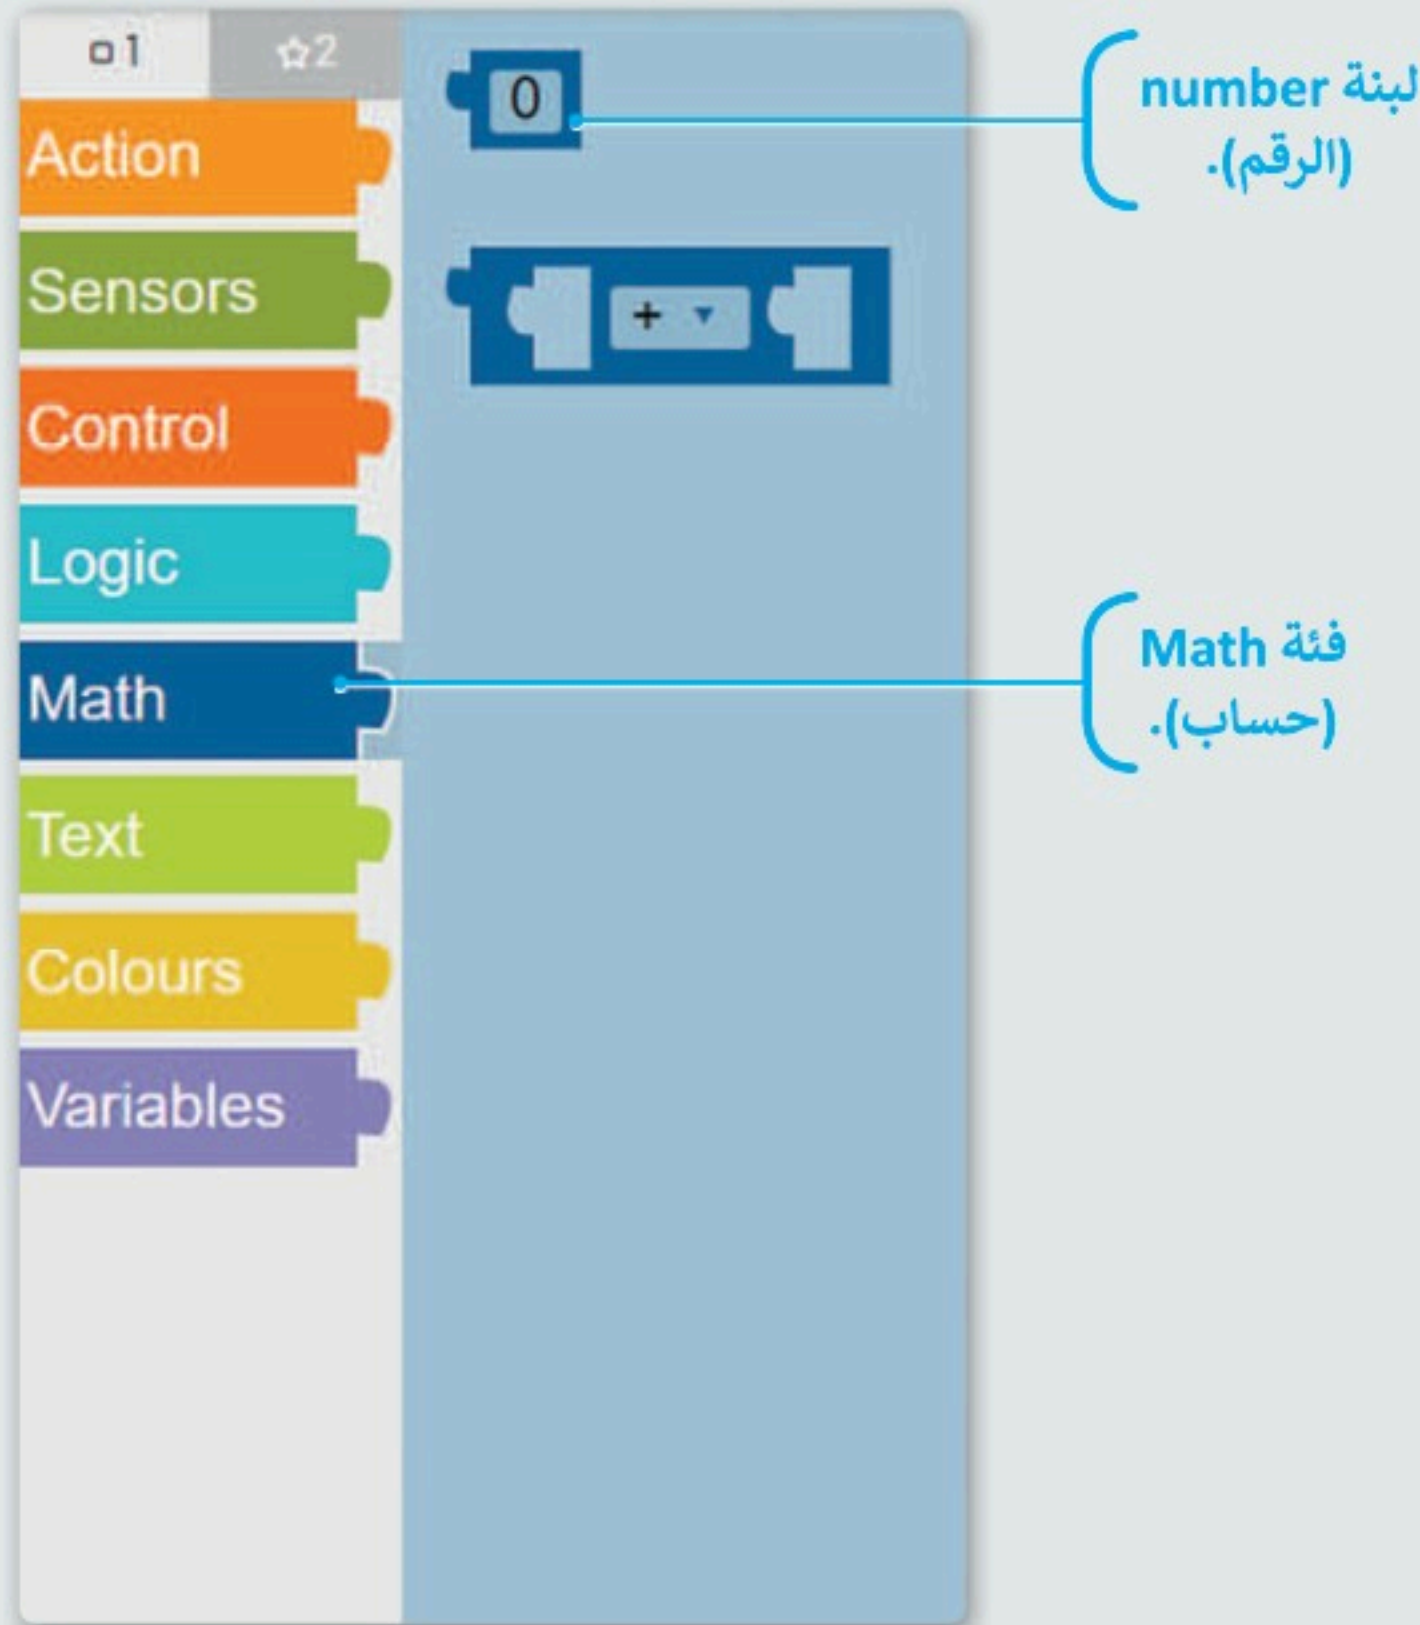 1 2
Action
Sensors
Control
Logic
Math
Text
Colours
Variables
0
+
لبنة number
(الرقم).
فئة Math
(حساب).